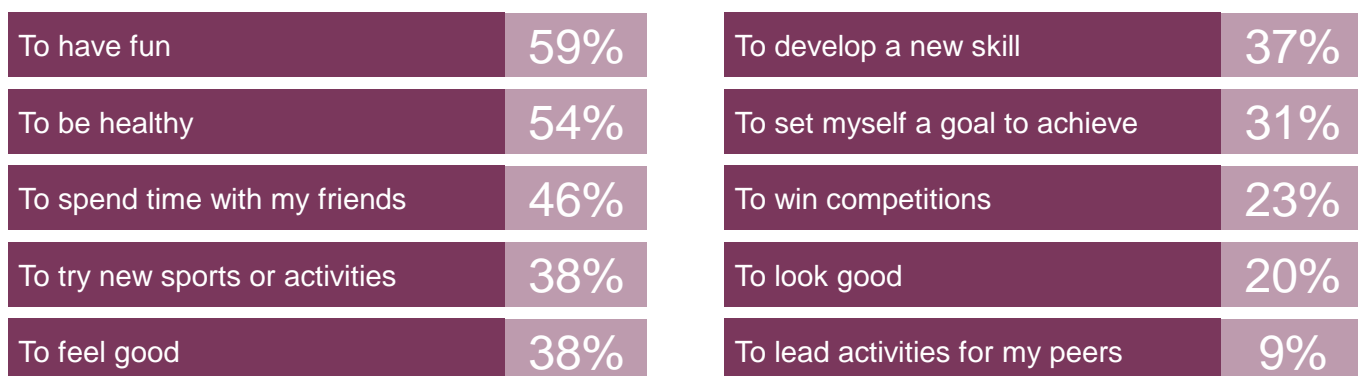 To have fun 59%
To be healthy 54%
To spend time with my friends 46%
To try new sports or activities 38%
To feel good 38%
To develop a new skill 37%
To set myself a goal to achieve 31%
To win competitions 23%
To look good 20%
To lead activities for my peers 9%